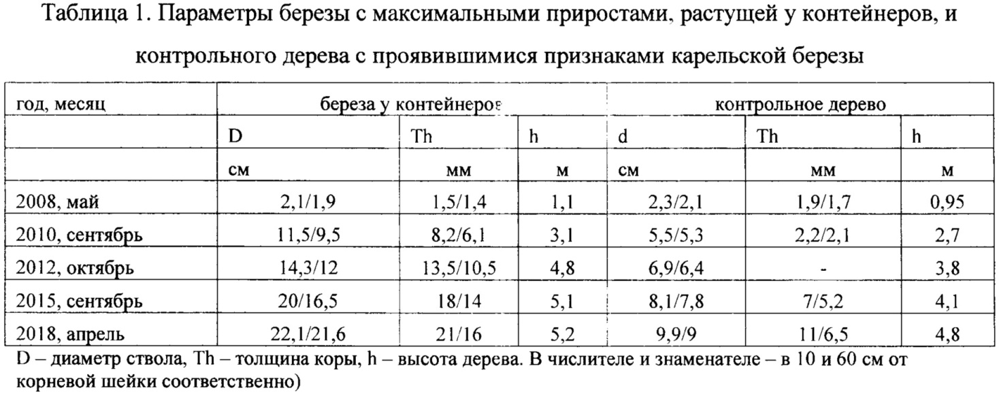 Таблица 1. Параметры березы с максимальными приростами, растущей у контейнеров, и
контрольного дерева с проявившимися признаками карельской березы
год, месяц береза у контейнеров контрольное дерево
D Th h d Th h
см мм м см мм м
2008, май 2,1/1,9 1,5/1,4 1,1 2,3/2,1 1,9/1,7 0,95
2010, сентябрь 11,5/9,5 8,2/6,1 3,1 5,5/5,3 2,2/2,1 2,7
2012, октябрь 14,3/12 13,5/10,5 4,8 6,9/6,4 - 3,8
2015, сентябрь 20/16,5 18/14 5,1 8,1/7,8 7/5,2 4,1
2018, апрель 22,1/21,6 21/16 5,2 9,9/9 11/6,5 4,8
D – диаметр ствола, Th – толщина коры, h – высота дерева. В числителе и знаменателе – в 10 и 60 см от
корневой шейки соответственно)